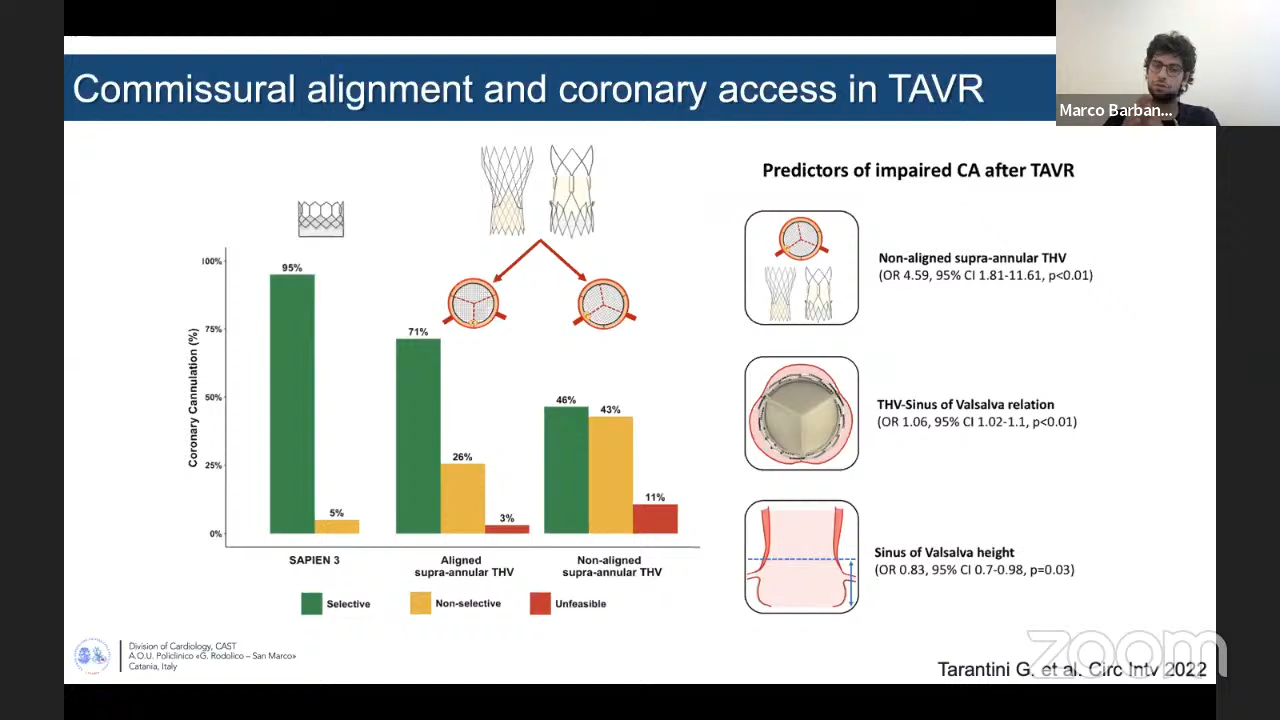 Commissural alignment and coronary access in TAVR
Marco Barban...
Predictors of impaired CA after TAVR
Coronary Cannulation (%)
100%
75%
50%
25%
0%
95%
5%
71%
26%
3%
46%
43%
11%
SAPIEN 3
Aligned
supra-annular THV
Non-aligned
supra-annular THV
Selective
Non-selective
Unfeasible
Non-aligned supra-annular THV
(OR 4.59, 95% CI 1.81-11.61, p<0.01)
THV-Sinus of Valsalva relation
(OR 1.06, 95% CI 1.02-1.1, p<0.01)
Sinus of Valsalva height
(OR 0.83, 95% CI 0.7-0.98, p=0.03)
Division of Cardiology, CAST
A.O.U. Policlinico «G. Rodolico – San Marco»
Catania, Italy
Tarantini G. et al. Circ Intv 2022
zoom